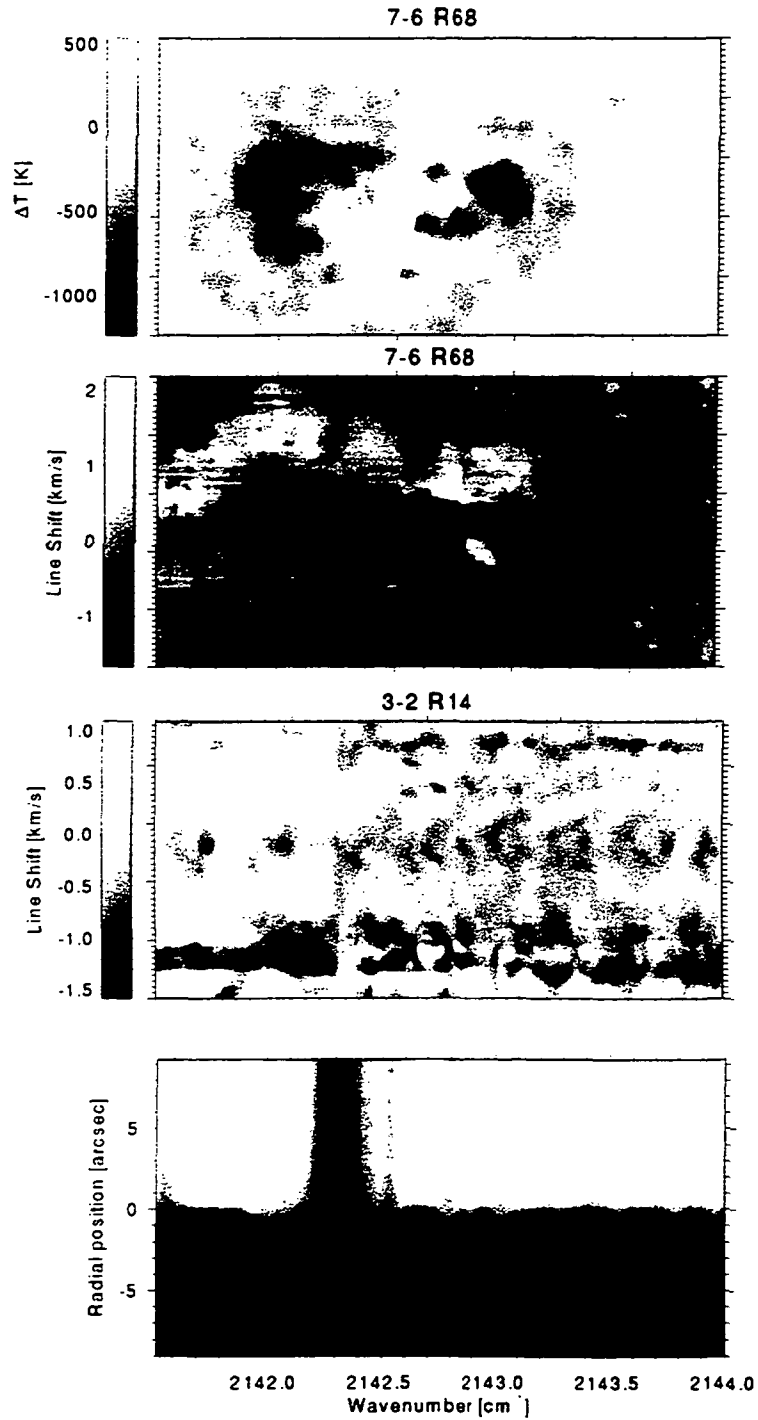 7-6 R68
500
0
-500
-1000
ΔT [K]
7-6 R68
2
1
0
-1
Line Shift [km/s]
3-2 R14
1.0
0.5
0.0
-0.5
-1.0
-1.5
Line Shift [km/s]
5
0
-5
Radial position [arcsec]
2142.0 2142.5 2143.0 2143.5 2144.0
Wavenumber [cm⁻]